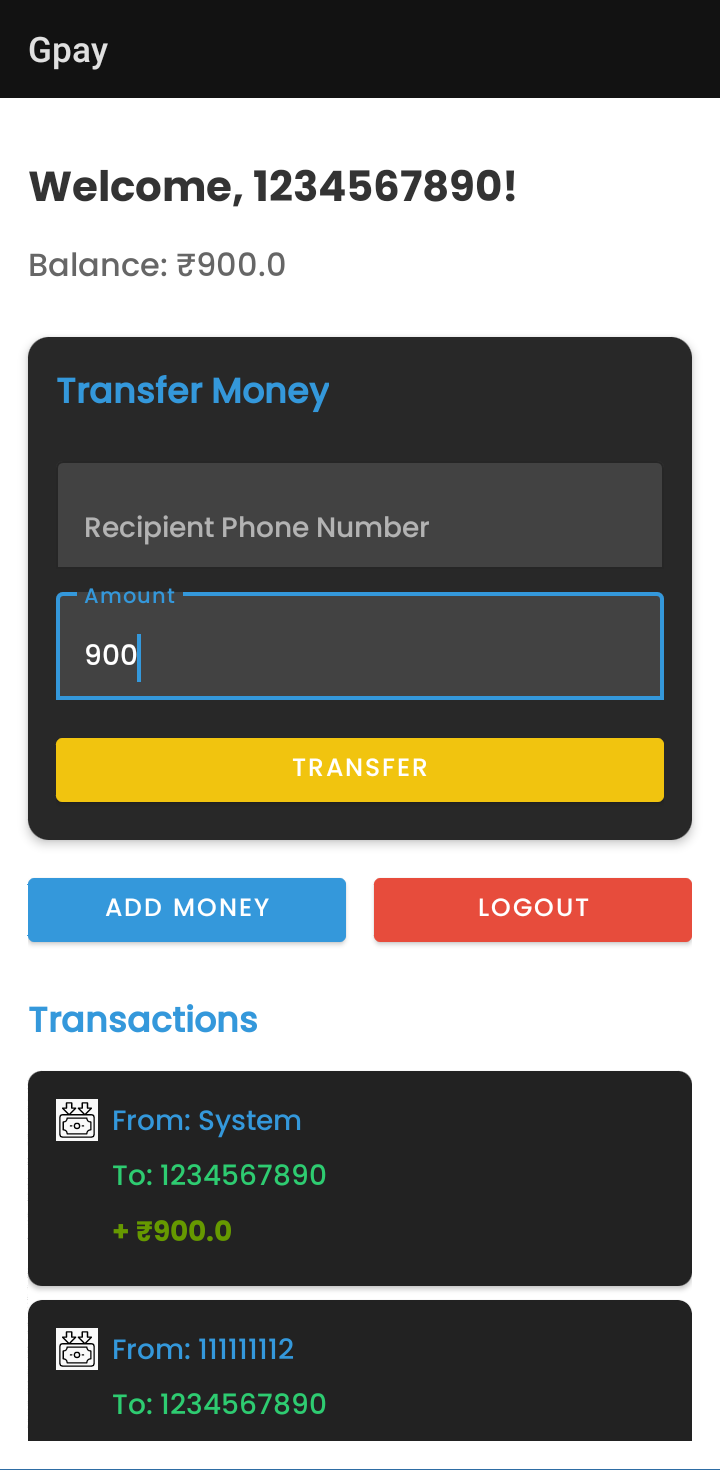 Gpay
Welcome, 1234567890!
Balance: ₹900.0
Transfer Money
Recipient Phone Number
Amount
900
TRANSFER
ADD MONEY
LOGOUT
Transactions
From: System
To: 1234567890
+ ₹900.0
From: 111111112
To: 1234567890